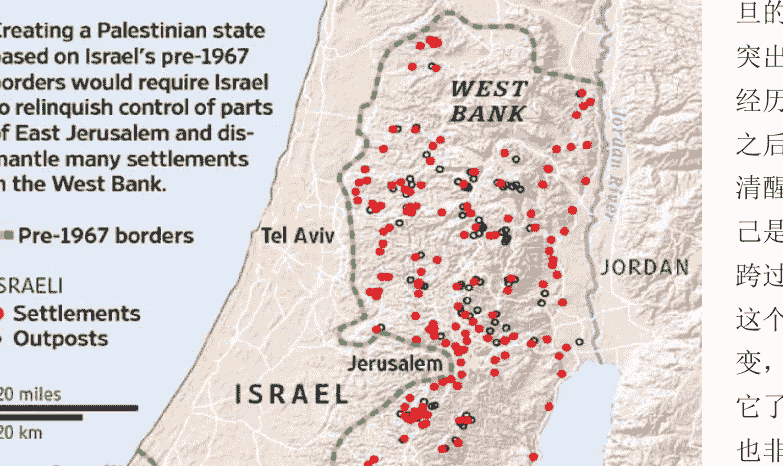 Creating a Palestinian state
based on Israel's pre-1967
borders would require Israel
to relinquish control of parts
of East Jerusalem and dis-
mantle many settlements
in the West Bank.
Pre-1967 borders
ISRAELI
Settlements
Outposts
20 miles
20 km
WEST
BANK
Jordan River
Tel Aviv
JORDAN
Jerusalem
ISRAEL
旦的
突出
经历
之后
清醒
己是
跨过
这个
变，
它了
也非